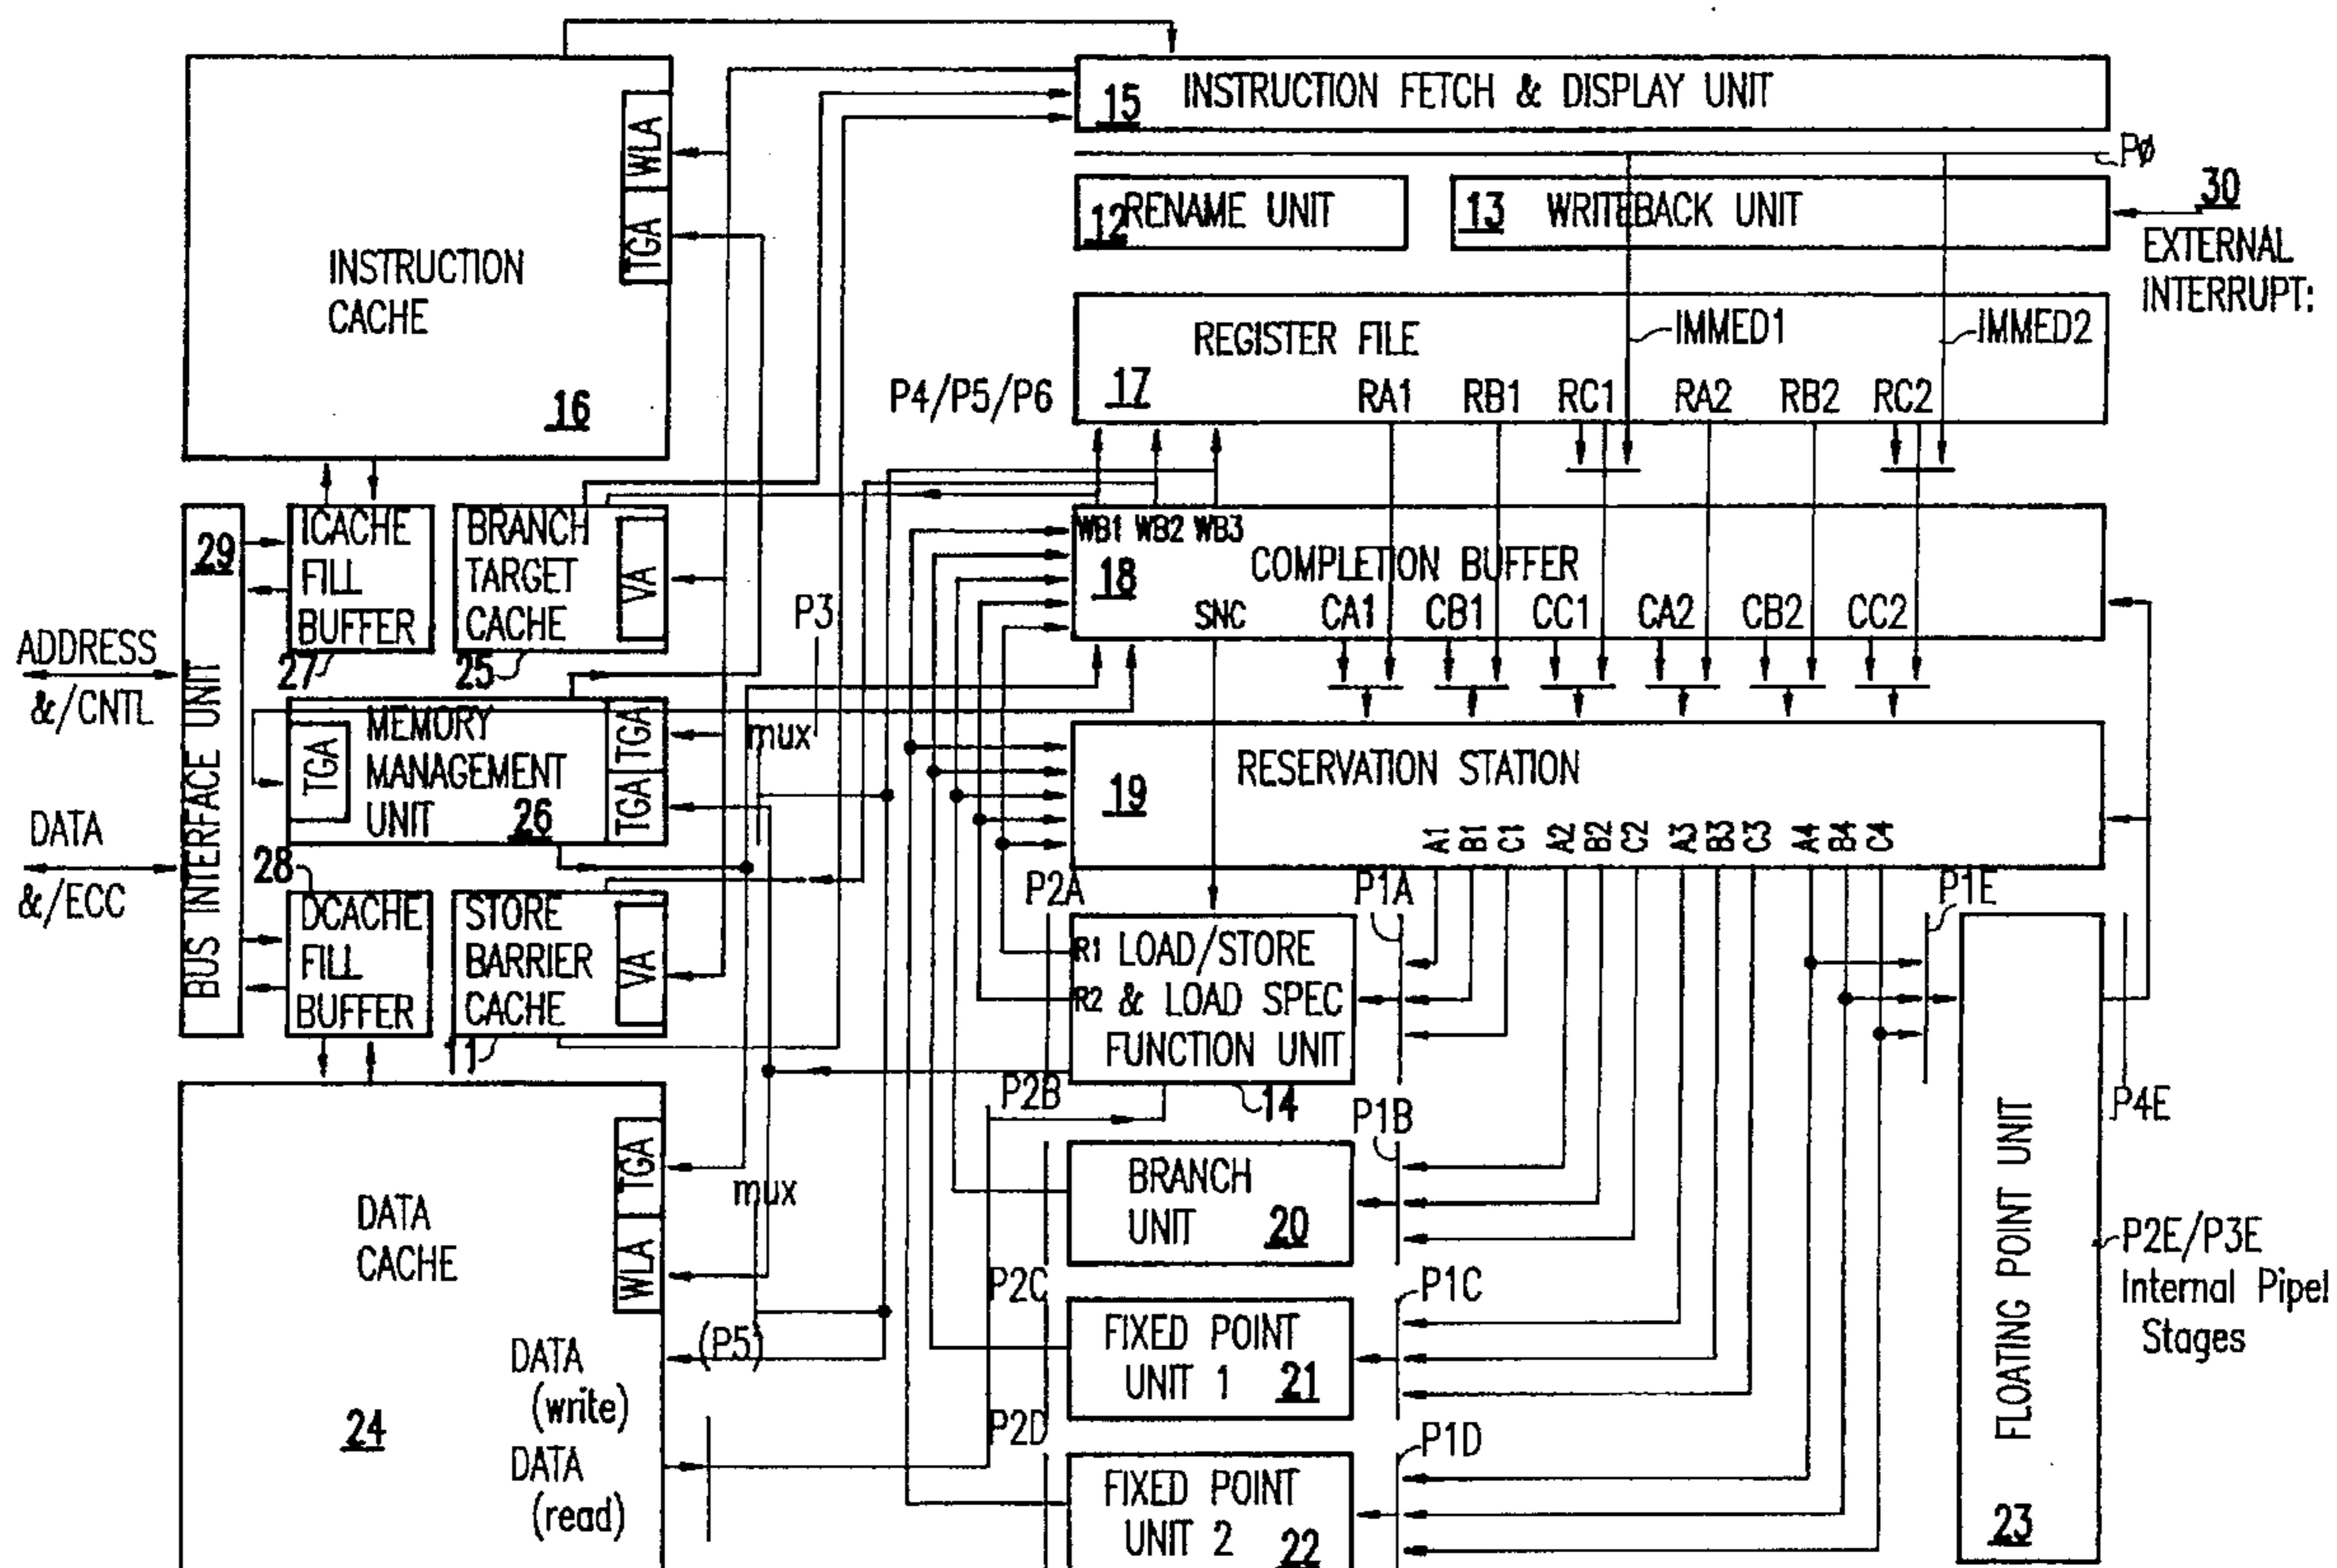 15 INSTRUCTION FETCH & DISPLAY UNIT
WLA
TGA
INSTRUCTION
CACHE
16
PØ
12 RENAME UNIT
13 WRITEBACK UNIT
30
EXTERNAL
INTERRUPT:
REGISTER FILE
17
IMMED1
IMMED2
P4/P5/P6
RA1 RB1 RC1 RA2 RB2 RC2
29
BUS INTERFACE UNIT
ICACHE
FILL
BUFFER
27
BRANCH
TARGET
CACHE
VA
25
ADDRESS
&/CNTL
DATA
&/ECC
P3
WB1 WB2 WB3
COMPLETION BUFFER
18
SNC
CA1 CB1 CC1 CA2 CB2 CC2
TGA
MEMORY
MANAGEMENT
UNIT
26
TGA
TGA
mux
RESERVATION STATION
19
A1 B1 C1 A2 B2 C2 A3 B3 C3 A4 B4 C4
28
DCACHE
FILL
BUFFER
STORE
BARRIER
CACHE
VA
11
P2A
P1A
P1E
R1 LOAD/STORE
R2 & LOAD SPEC
FUNCTION UNIT
14
P2B
P1B
P4E
BRANCH
UNIT 20
FLOATING POINT UNIT
23
P2E/P3E
Internal Pipel
Stages
TGA
WLA
DATA
CACHE
24
mux
P2C
P1C
FIXED POINT
UNIT 1 21
(P5)
DATA
(write)
DATA
(read)
P2D
P1D
FIXED POINT
UNIT 2 22